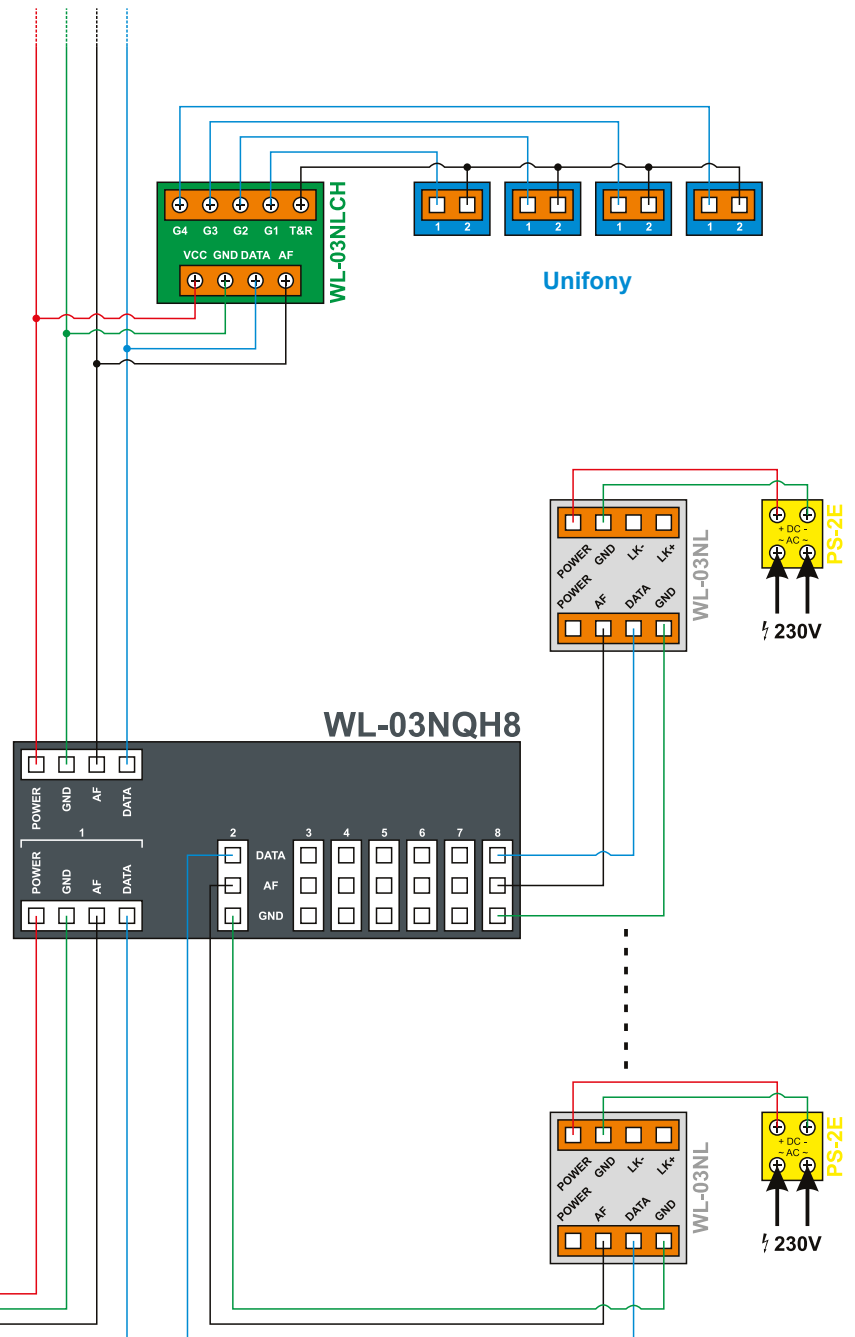 G4 G3 G2 G1 T&R
VCC GND DATA AF
WL-03NLCH
1 2
1 2
1 2
1 2
Unifony
POWER GND LK- LK+
POWER AF DATA GND
WL-03NL
+ DC -
~ AC ~
PS-2E
230V
WL-03NQH8
POWER GND AF DATA
1
POWER GND AF DATA
2 3 4 5 6 7 8
DATA
AF
GND
POWER GND LK- LK+
POWER AF DATA GND
WL-03NL
+ DC -
~ AC ~
PS-2E
230V